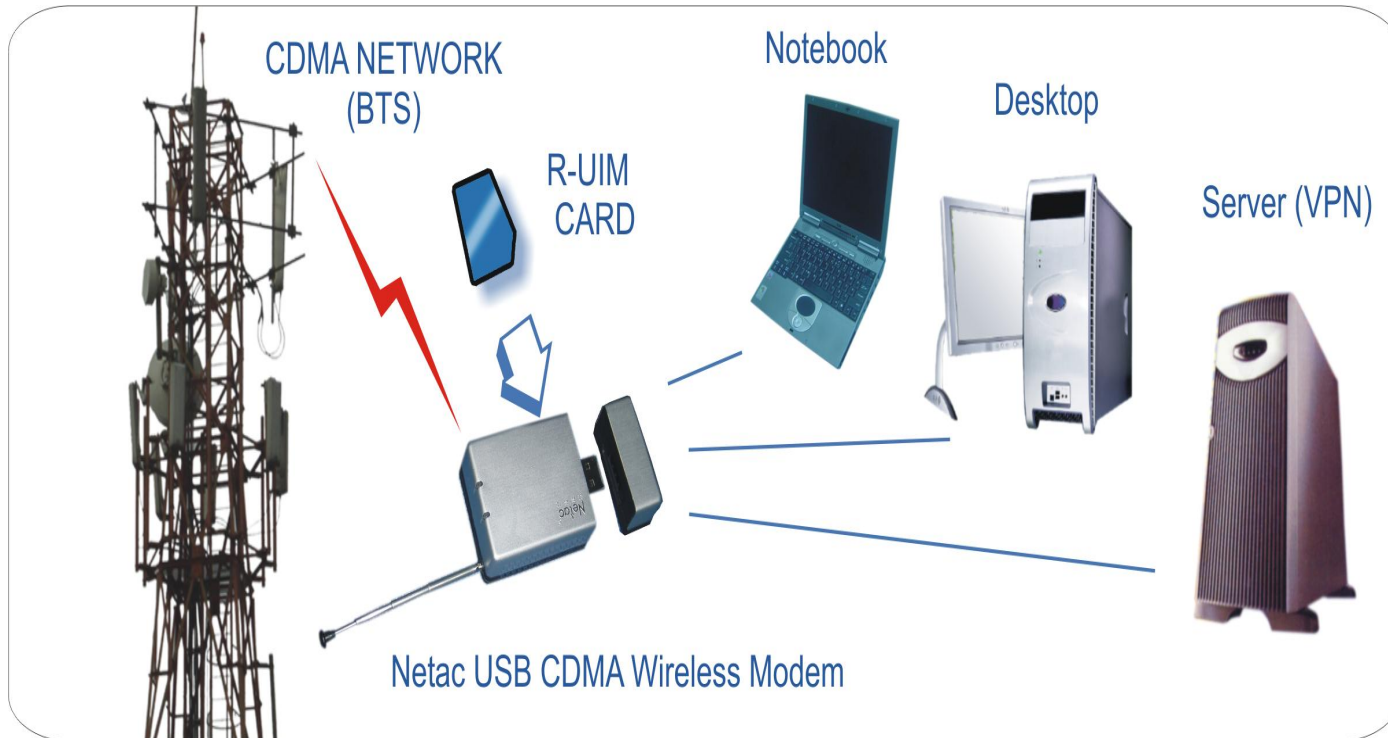 CDMA NETWORK
(BTS)
R-UIM
CARD
Notebook
Desktop
Server (VPN)
Netac
Netac USB CDMA Wireless Modem